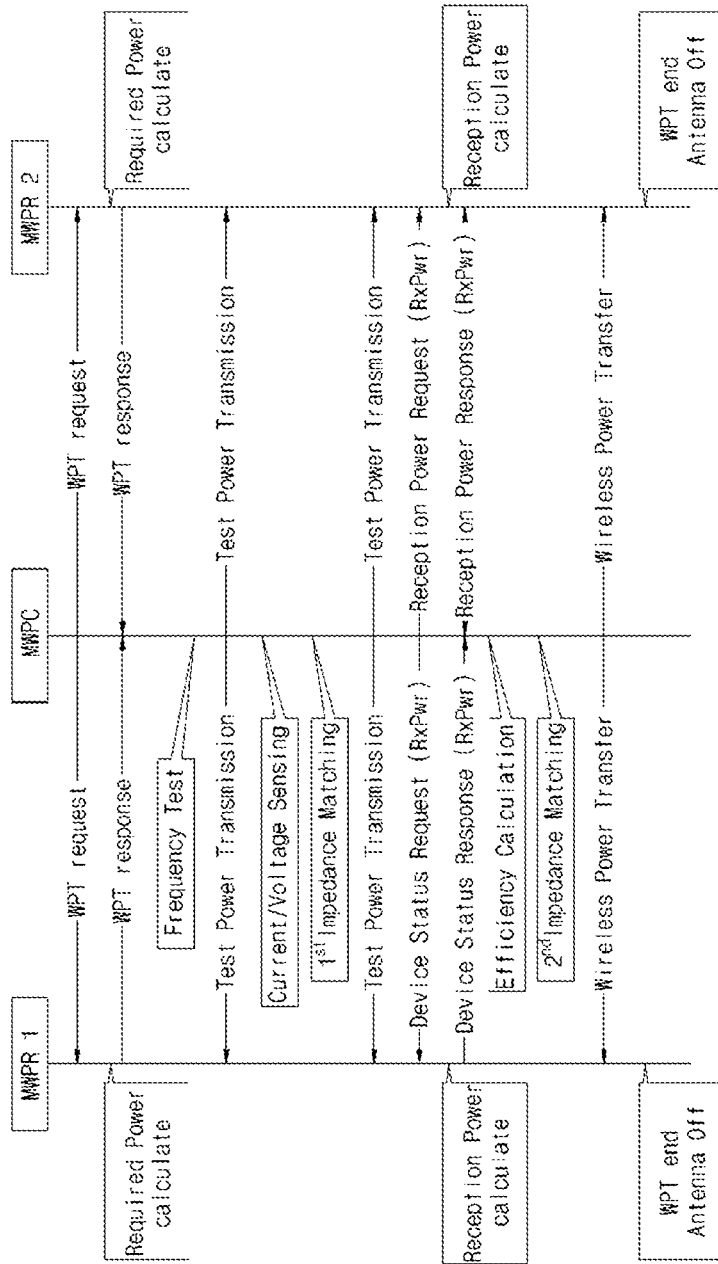 MWPR 1
MWPC
MWPR 2
WPT request
WPT request
Required Power
calculate
Required Power
calculate
WPT response
WPT response
Frequency Test
Test Power Transmission
Test Power Transmission
Current/Voltage Sensing
1st Impedance Matching
Test Power Transmission
Test Power Transmission
Device Status Request (RxPwr)
Reception Power Request (RxPwr)
Reception Power
calculate
Reception Power
calculate
Device Status Response (RxPwr)
Reception Power Response (RxPwr)
Efficiency Calculation
2nd Impedance Matching
Wireless Power Transfer
Wireless Power Transfer
WPT end
Antenna Off
WPT end
Antenna Off